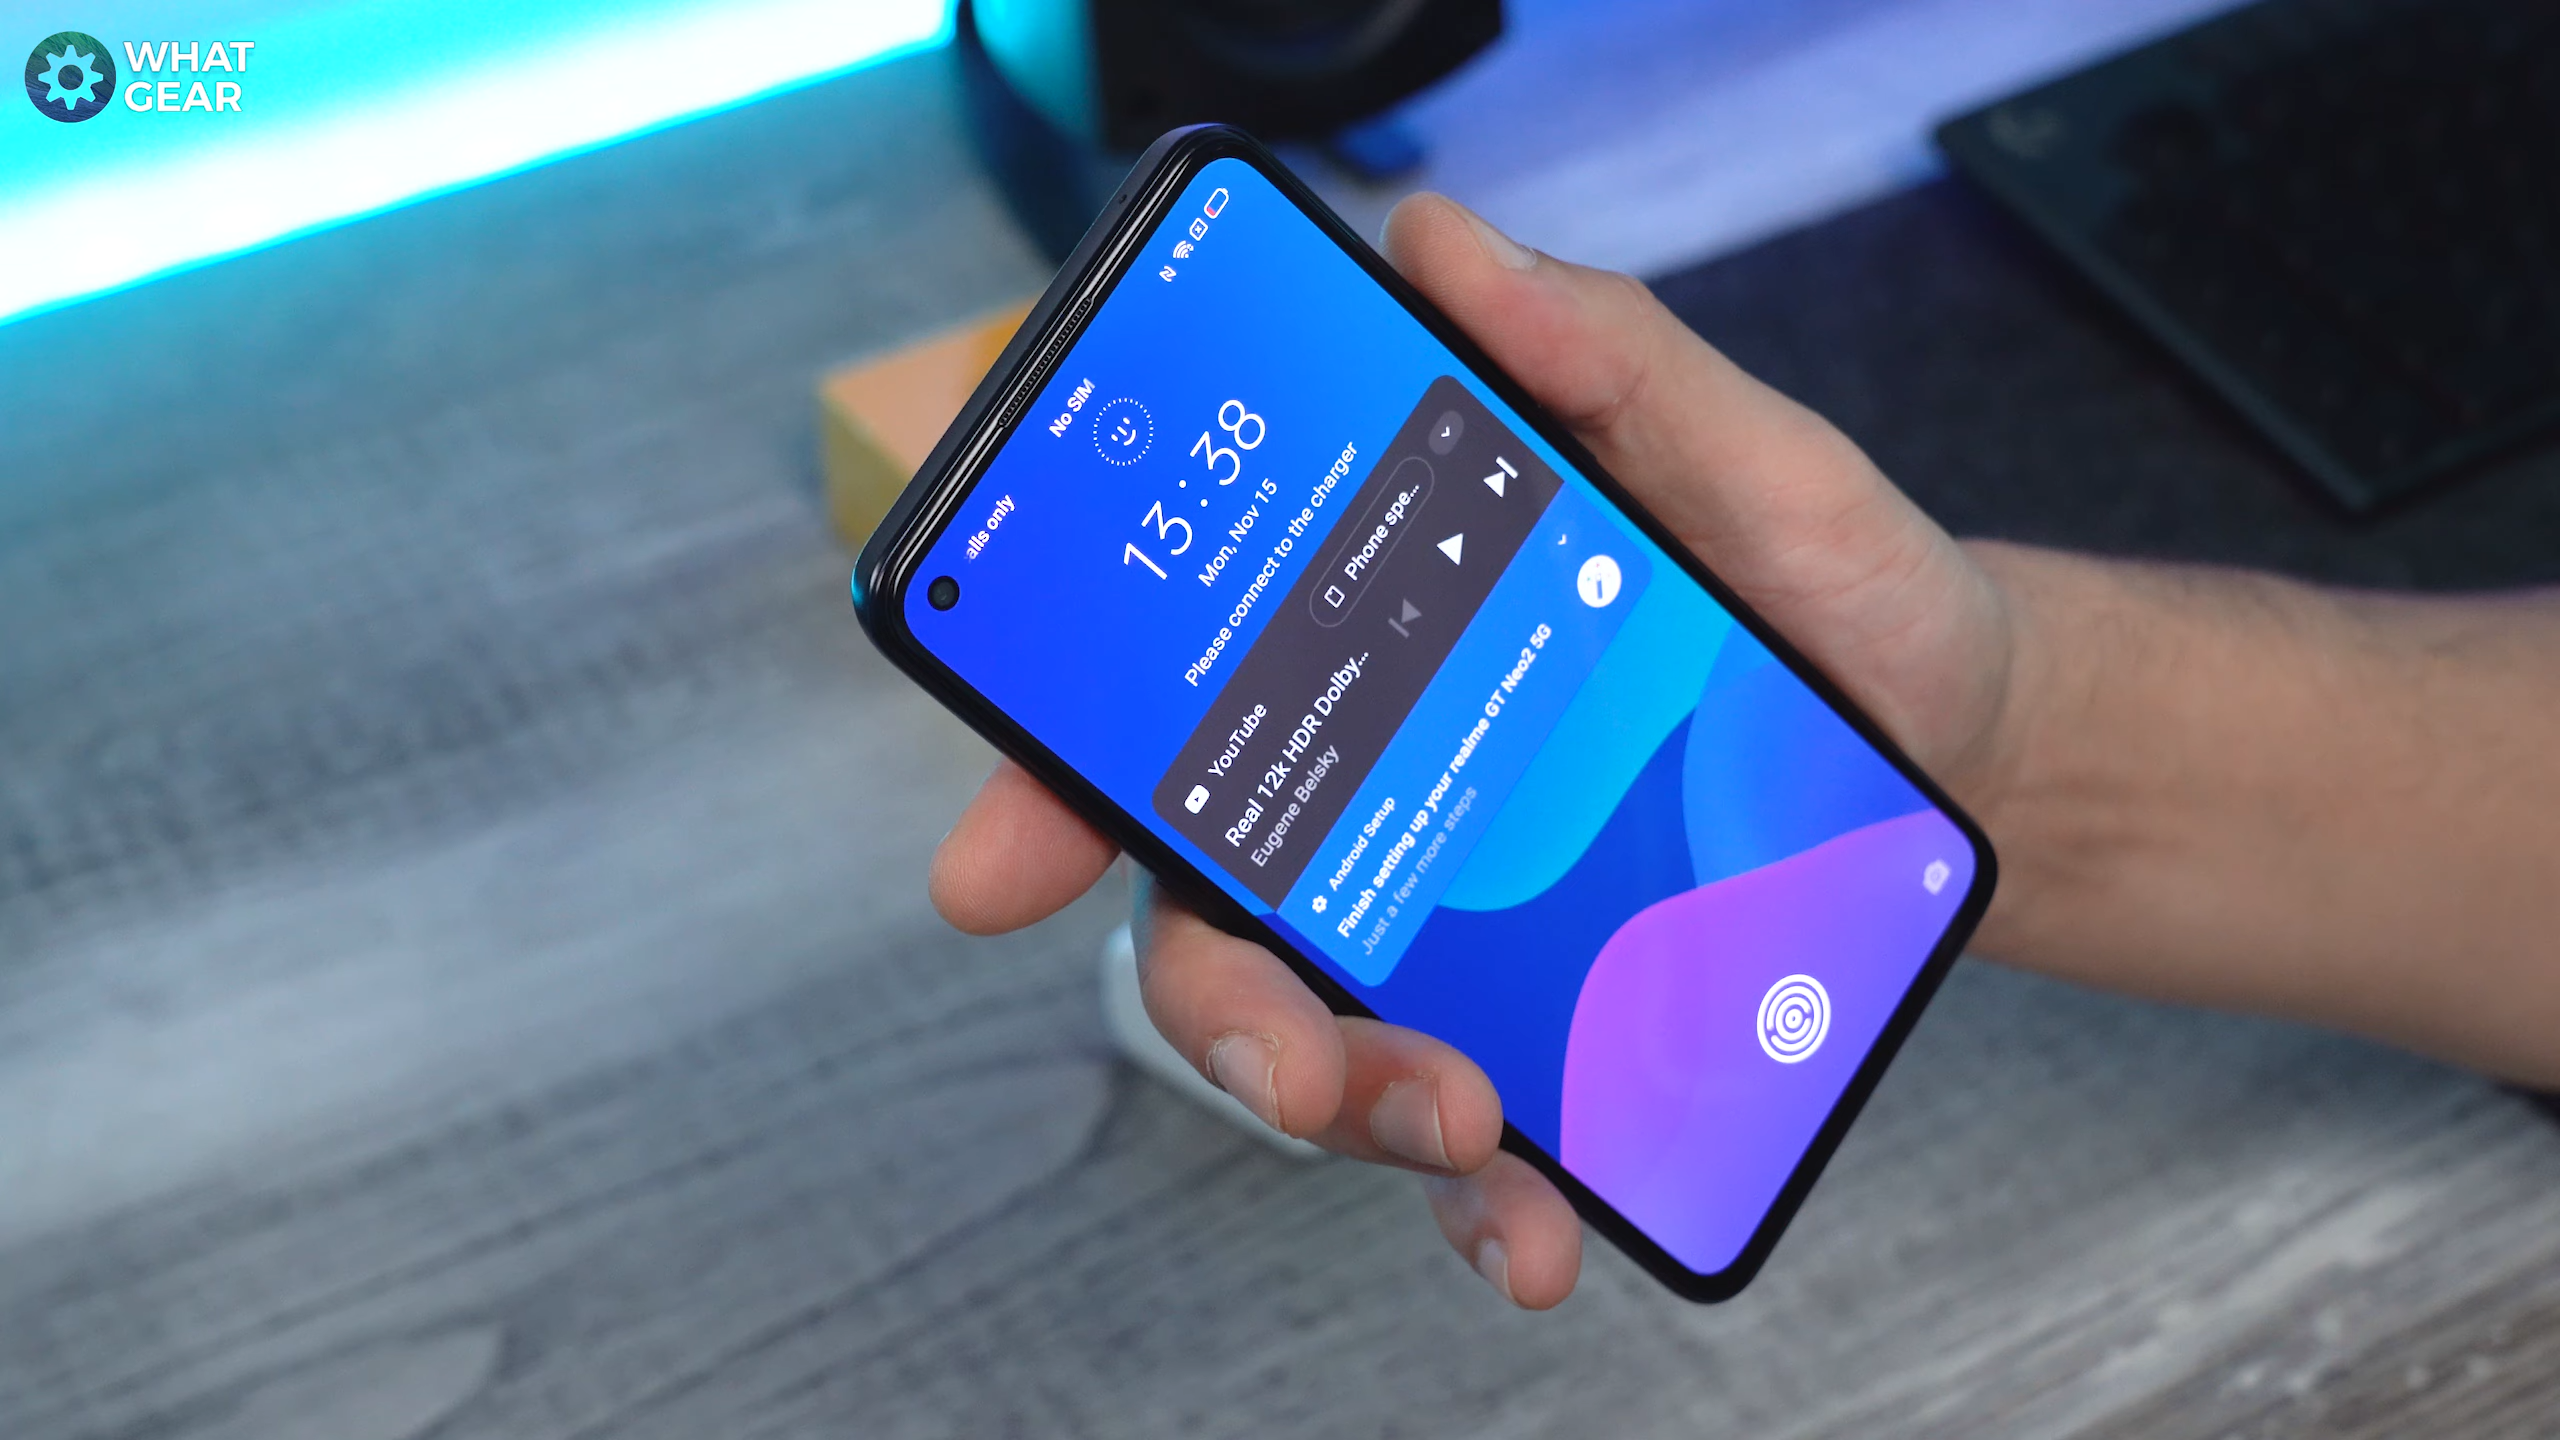 WHAT
GEAR
alls only
No SIM
13:38
Mon, Nov 15
Please connect to the charger
YouTube
Phone spe...
Real 12k HDR Dolby...
Eugene Belsky
Android Setup
Finish setting up your realme GT Neo2 5G
Just a few more steps